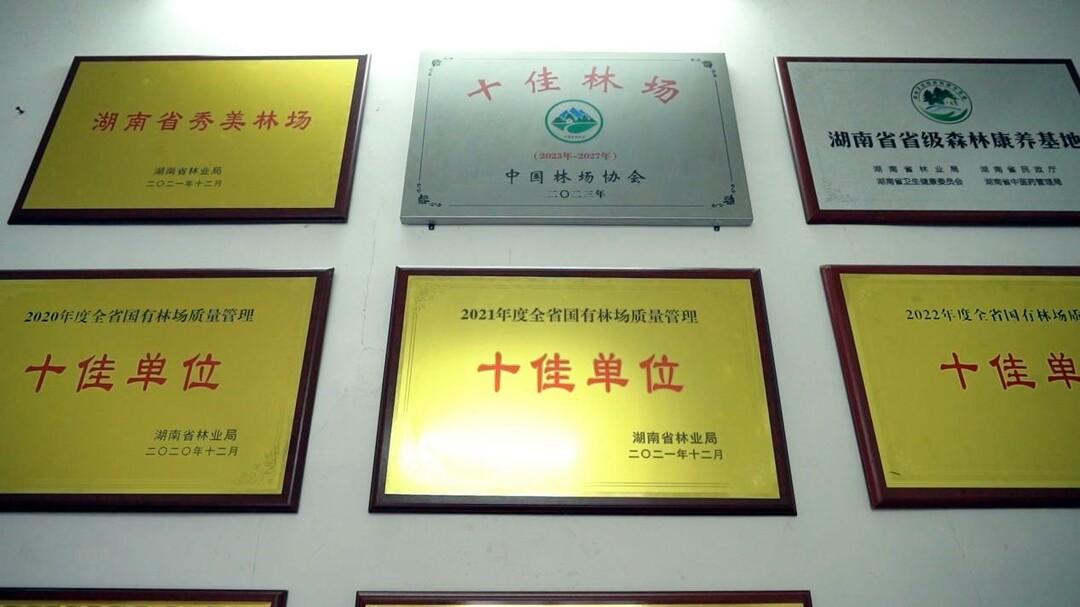 湖南省秀美林场
湖南省林业局
二〇二一年十二月
十佳林场
(2023年-2027年)
中国林场协会
二〇二三年
湖南省省级森林康养基地
湖南省林业局 湖南省民政厅
湖南省卫生健康委员会 湖南省中医药管理局
2020年度全省国有林场质量管理
十佳单位
湖南省林业局
二〇二〇年十二月
2021年度全省国有林场质量管理
十佳单位
湖南省林业局
二〇二一年十二月
2022年度全省国有林场质
十佳单